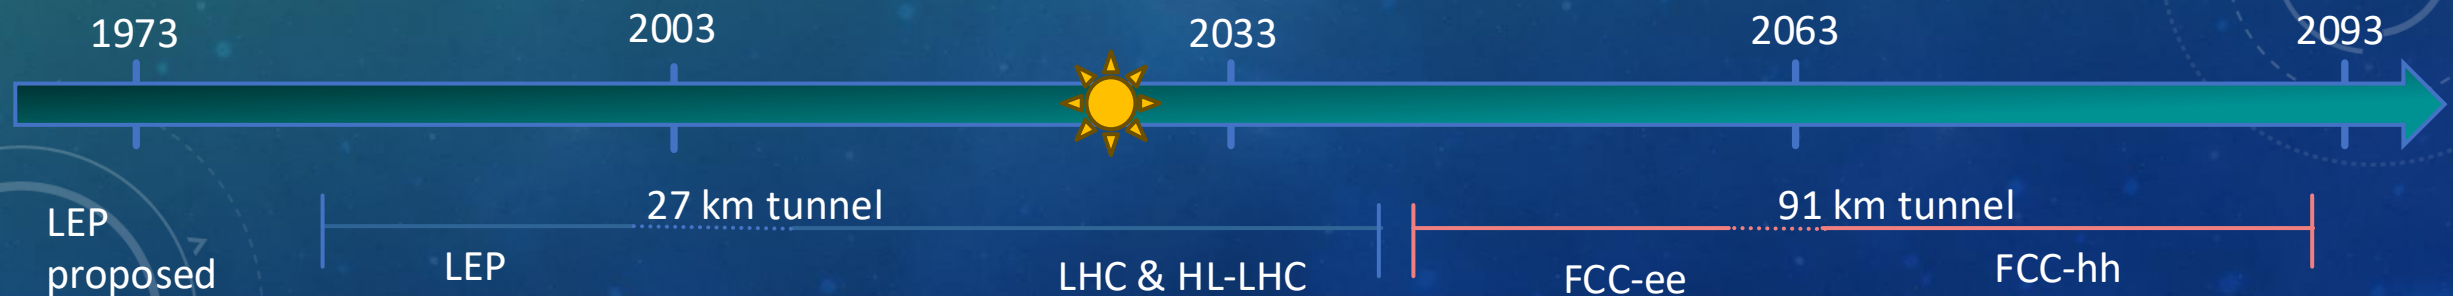 1973
2003
2033
2063
2093
27 km tunnel
91 km tunnel
LEP
proposed
LEP
LHC & HL-LHC
FCC-ee
FCC-hh